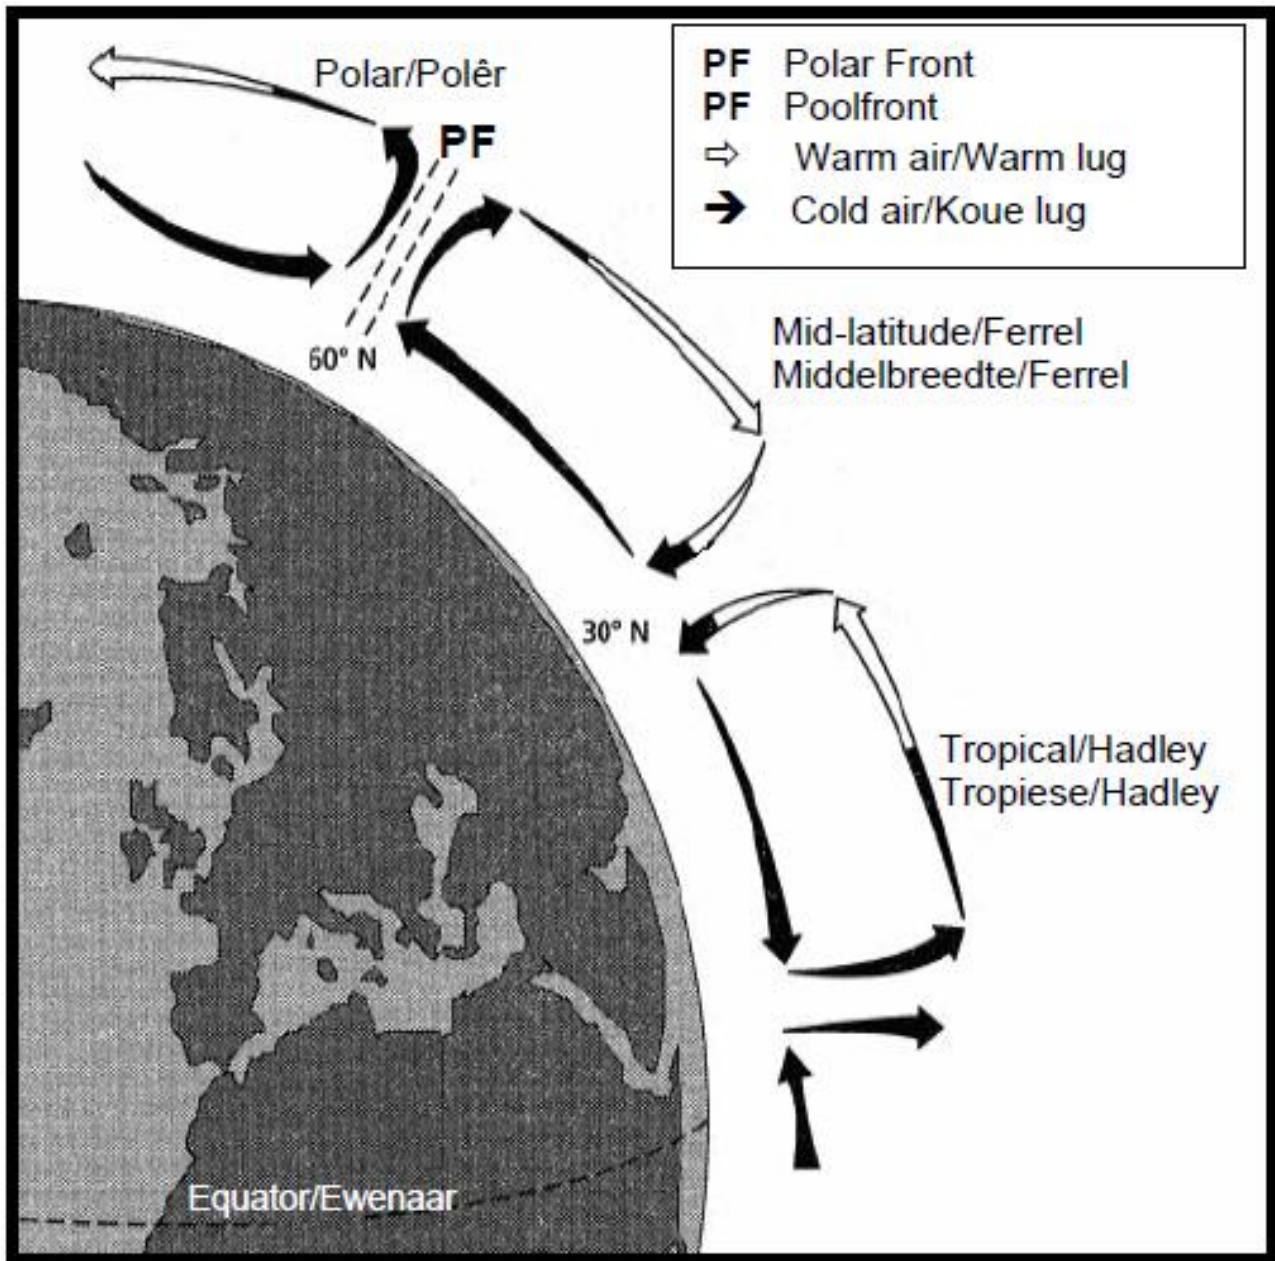 Polar/Polêr
PF
PF Polar Front
PF Poolfront
Warm air/Warm lug
Cold air/Koue lug
60° N
Mid-latitude/Ferrel
Middelbreedte/Ferrel
30° N
Tropical/Hadley
Tropiese/Hadley
Equator/Ewenaar